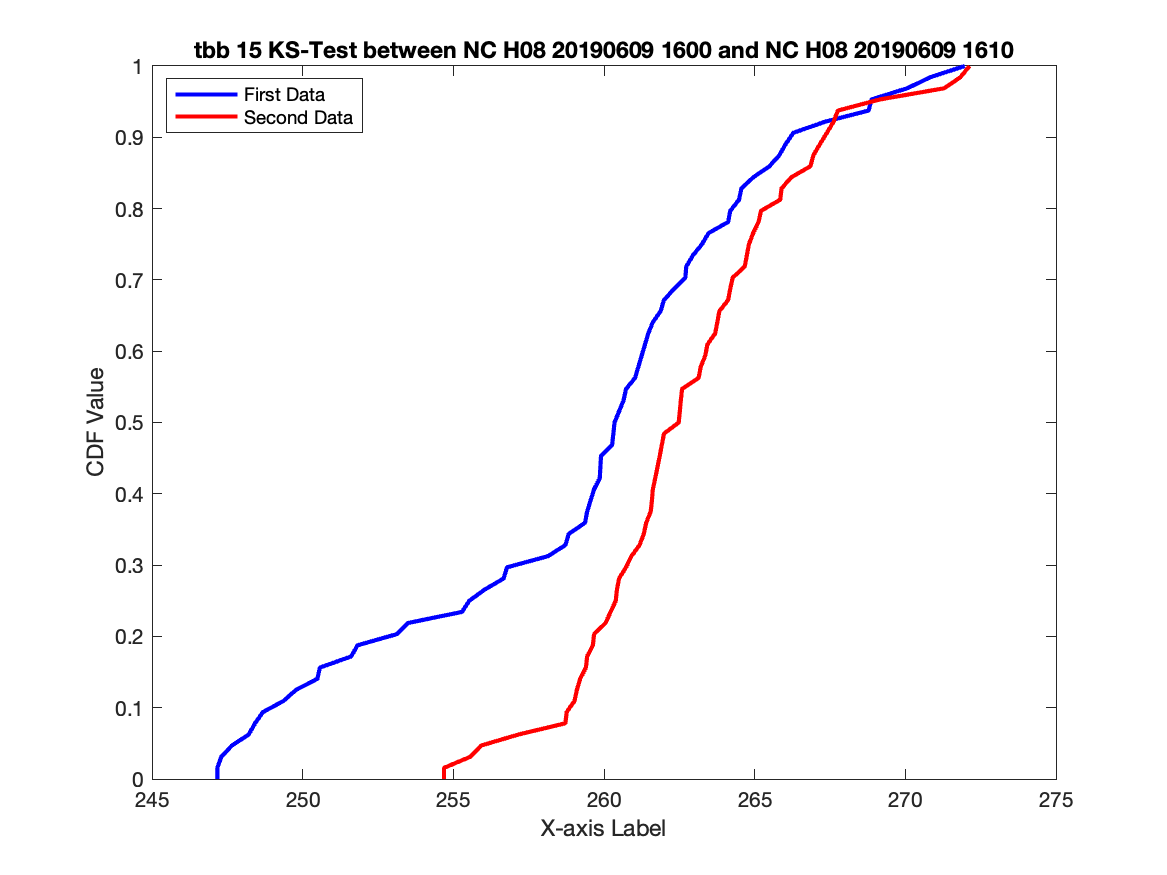 tbb 15 KS-Test between NC H08 20190609 1600 and NC H08 20190609 1610
First Data
Second Data
1
0.9
0.8
0.7
0.6
0.5
0.4
0.3
0.2
0.1
0
CDF Value
245 250 255 260 265 270 275
X-axis Label